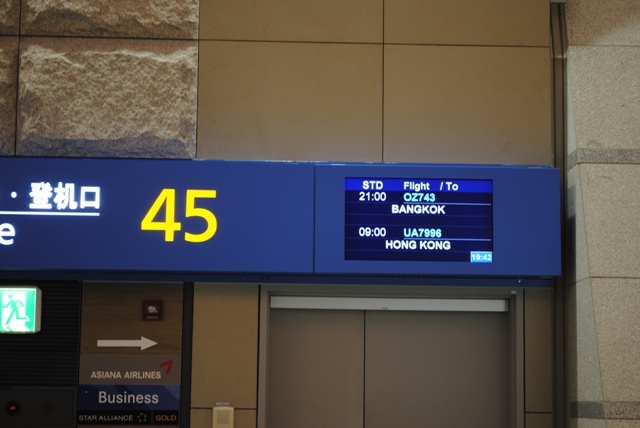 · 登机口
e
45
STD Flight / To
21:00 OZ743
BANGKOK
09:00 UA7996
HONG KONG
19:42
ASIANA AIRLINES
Business
STAR ALLIANCE GOLD